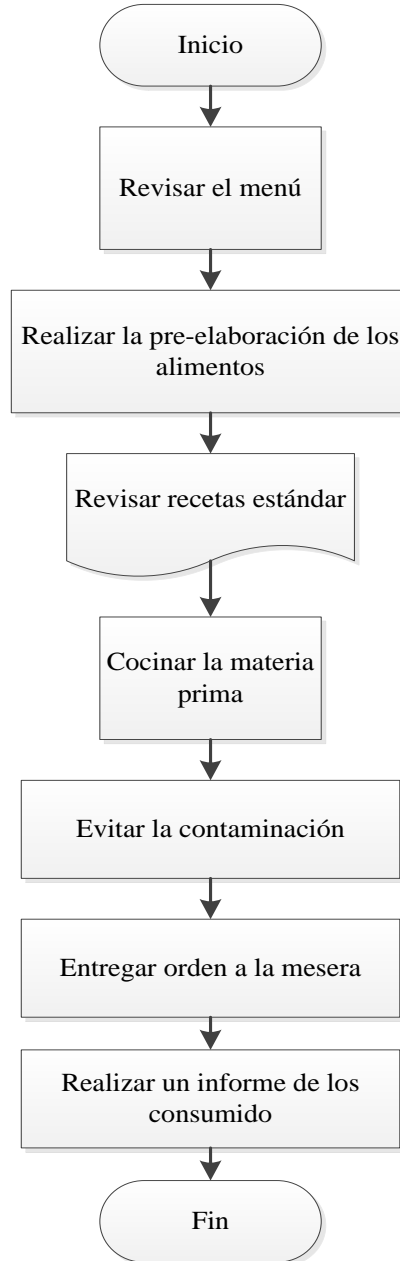 Inicio
Revisar el menú
Realizar la pre-elaboración de los
alimentos
Revisar recetas estándar
Cocinar la materia
prima
Evitar la contaminación
Entregar orden a la mesera
Realizar un informe de los
consumido
Fin